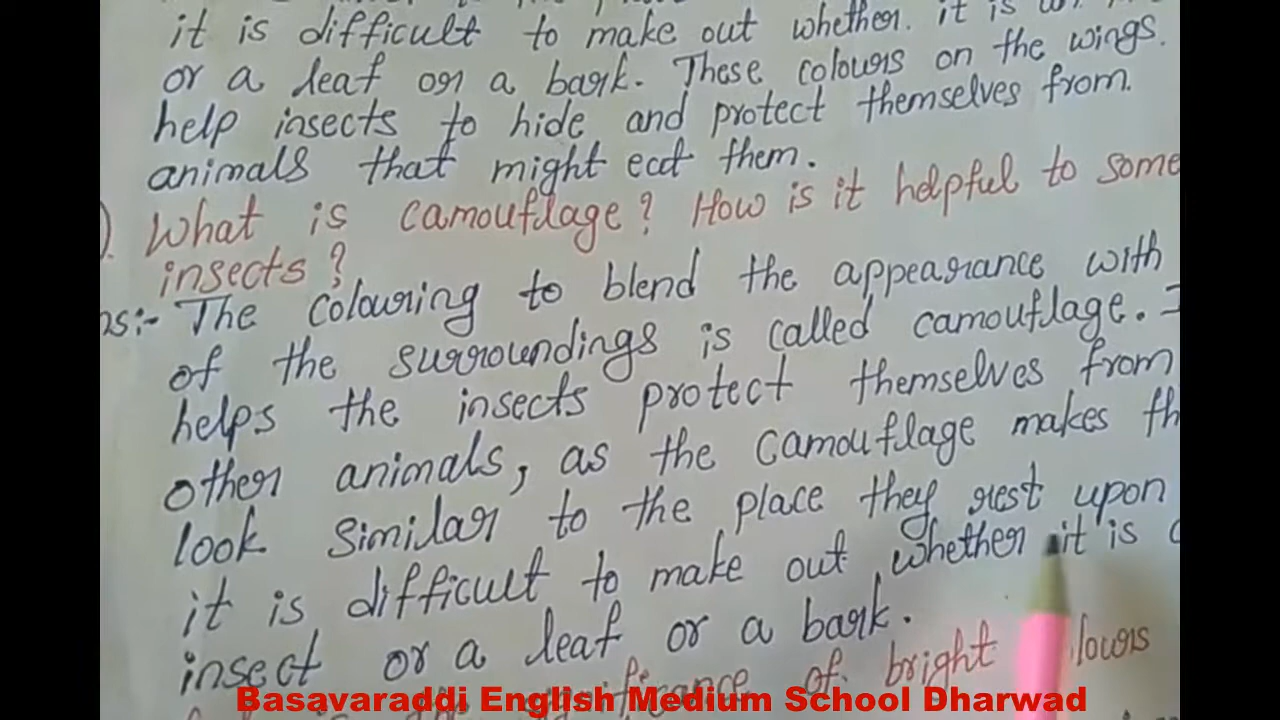 it is difficult to make out whether. it is
or a leaf or a bark. These colours on the wings.
help insects to hide and protect themselves from.
animals that might eat them.
). What is camouflage? How is it helpful to some
insects?
ns:- The colouring to blend the appearance with
of the surroundings is called camouflage.
helps the insects protect themselves from
other animals, as the camouflage makes th
look similar to the place they rest upon
it is difficult to make out, whether it is
insect or a leaf or a bark.
of bright
Basavaraddi English Medium School Dharwad